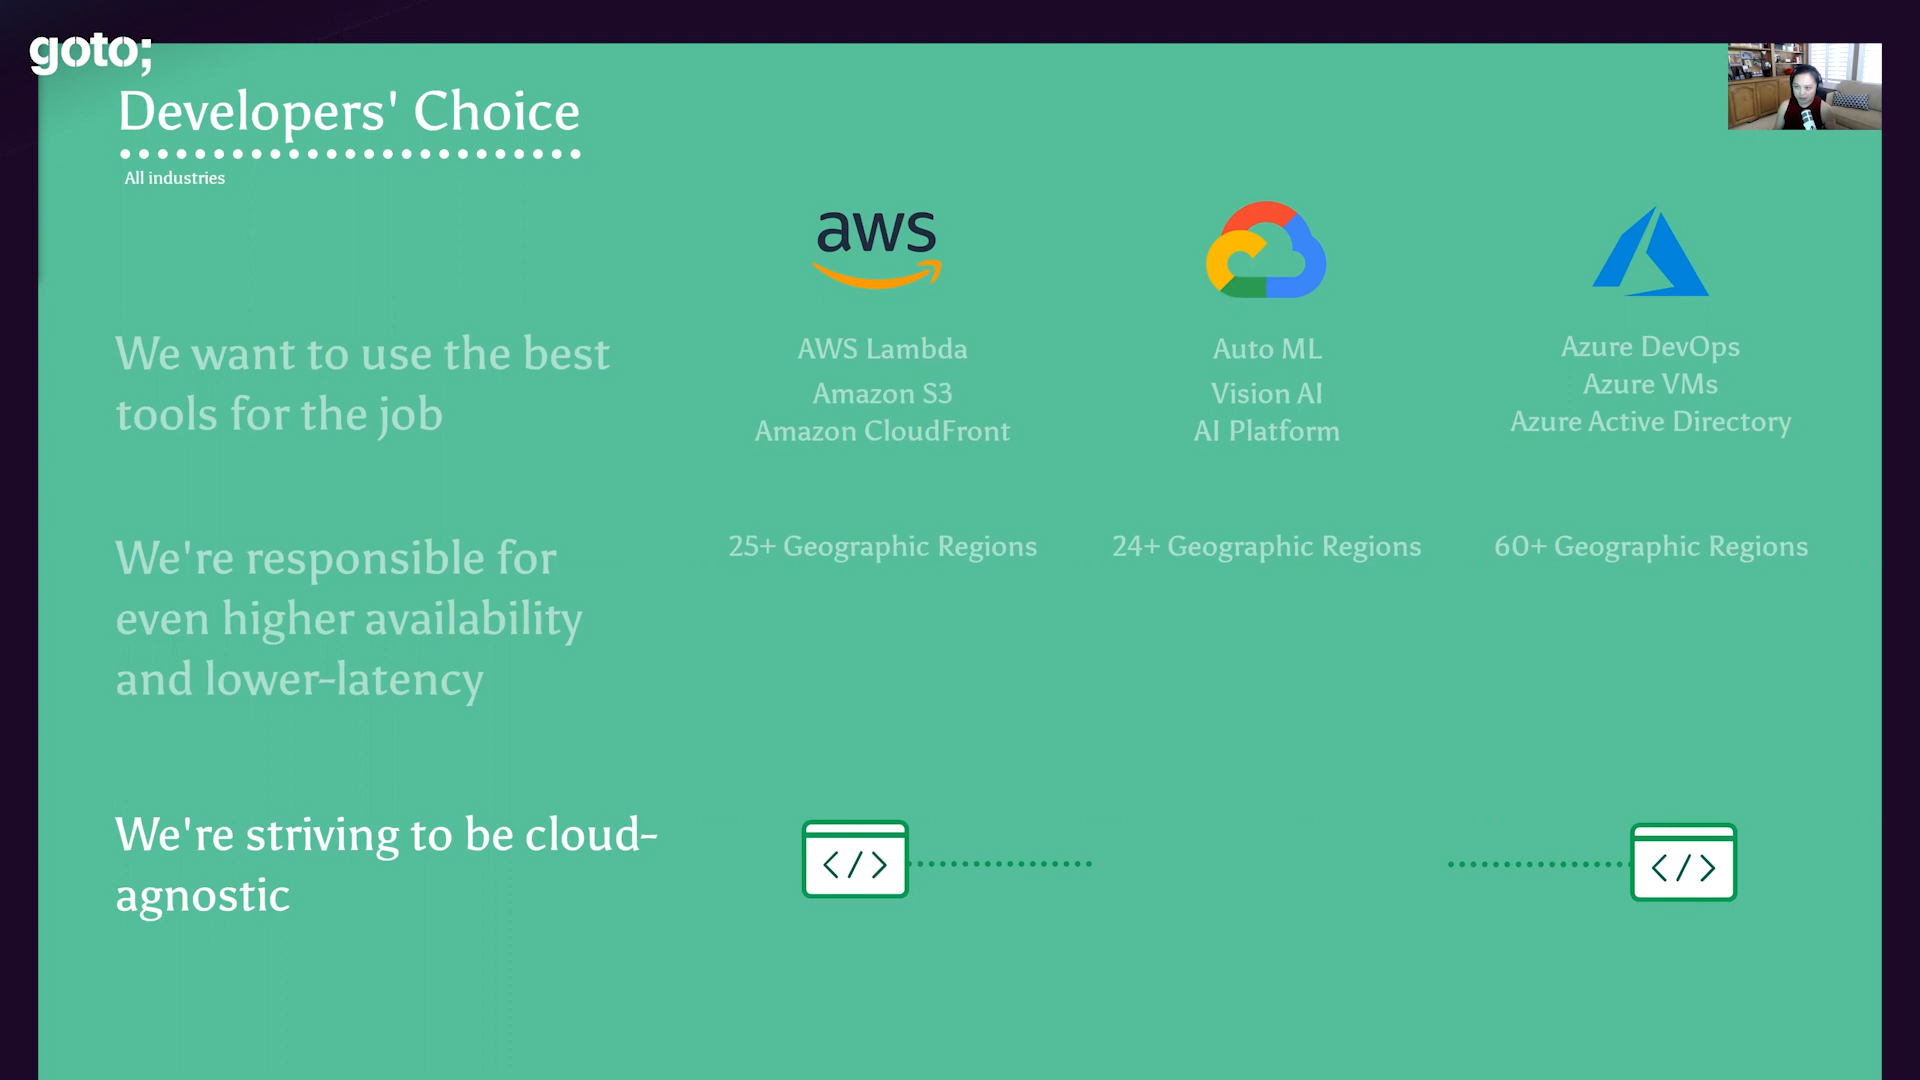 goto;
Developers' Choice
All industries
aws
We want to use the best
tools for the job
AWS Lambda
Amazon S3
Amazon CloudFront
Auto ML
Vision AI
AI Platform
Azure DevOps
Azure VMs
Azure Active Directory
We're responsible for
even higher availability
and lower-latency
25+ Geographic Regions
24+ Geographic Regions
60+ Geographic Regions
We're striving to be cloud-
agnostic
</>
</>